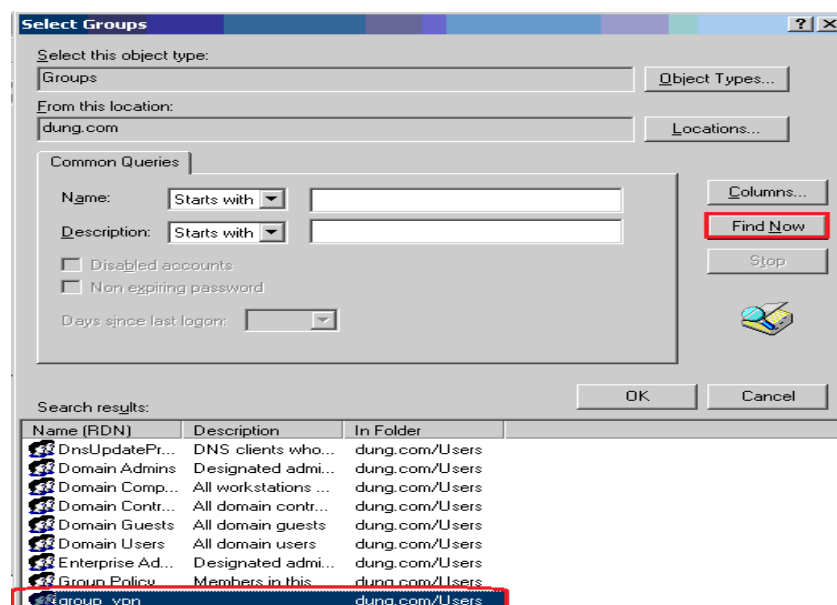 Select Groups
Select this object type:
Groups
Object Types...
From this location:
dung.com
Locations...
Common Queries
Name: Starts with
Description: Starts with
Disabled accounts
Non expiring password
Days since last logon:
Columns...
Find Now
Stop
OK
Cancel
Search results:
Name (RDN) Description In Folder
DnsUpdatePr... DNS clients who... dung.com/Users
Domain Admins Designated admi... dung.com/Users
Domain Comp... All workstations ... dung.com/Users
Domain Contr... All domain contr... dung.com/Users
Domain Guests All domain guests dung.com/Users
Domain Users All domain users dung.com/Users
Enterprise Ad... Designated admi... dung.com/Users
Group Policy Members in this dung.com/Users
group_vpn dung.com/Users